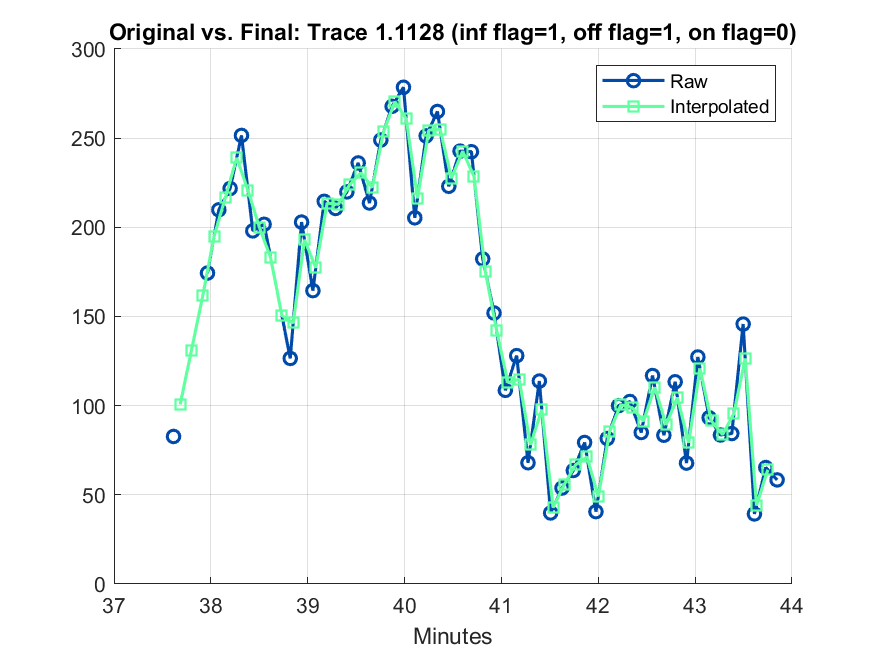 Original vs. Final: Trace 1.1128 (inf flag=1, off flag=1, on flag=0)
300
250
200
150
100
50
0
Raw
Interpolated
37 38 39 40 41 42 43 44
Minutes